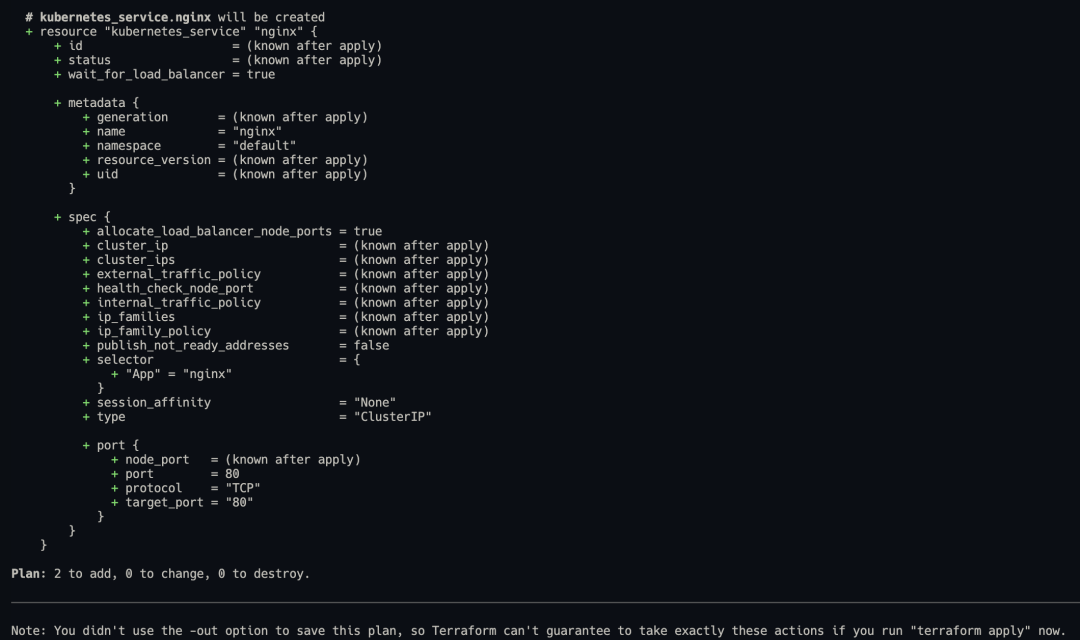 # kubernetes_service.nginx will be created
+ resource "kubernetes_service" "nginx" {
+ id = (known after apply)
+ status = (known after apply)
+ wait_for_load_balancer = true
+ metadata {
+ generation = (known after apply)
+ name = "nginx"
+ namespace = "default"
+ resource_version = (known after apply)
+ uid = (known after apply)
}
+ spec {
+ allocate_load_balancer_node_ports = true
+ cluster_ip = (known after apply)
+ cluster_ips = (known after apply)
+ external_traffic_policy = (known after apply)
+ health_check_node_port = (known after apply)
+ internal_traffic_policy = (known after apply)
+ ip_families = (known after apply)
+ ip_family_policy = (known after apply)
+ publish_not_ready_addresses = false
+ selector = {
+ "App" = "nginx"
}
+ session_affinity = "None"
+ type = "ClusterIP"
+ port {
+ node_port = (known after apply)
+ port = 80
+ protocol = "TCP"
+ target_port = "80"
}
}
}
Plan: 2 to add, 0 to change, 0 to destroy.
Note: You didn't use the -out option to save this plan, so Terraform can't guarantee to take exactly these actions if you run "terraform apply" now.